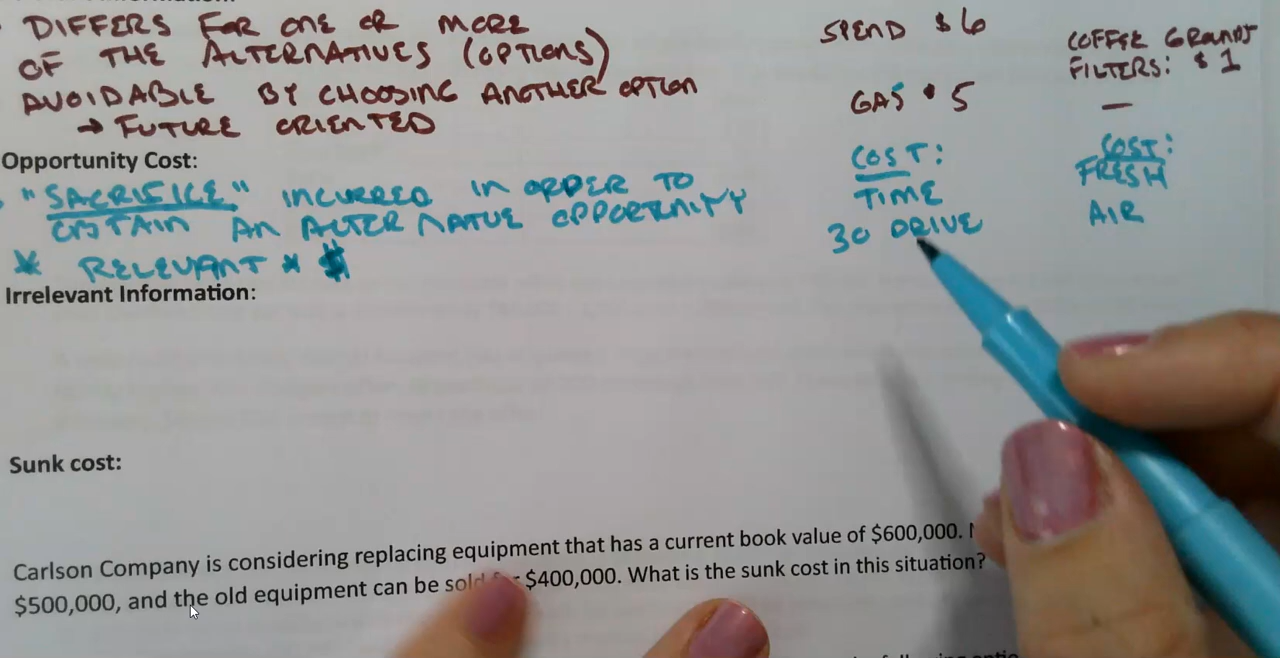 DIFFERS FOR ONE OR MORE
OF THE ALTERNATIVES (OPTIONS)
AVOIDABLE BY CHOOSING ANOTHER OPTION
→ FUTURE ORIENTED
SPEND $6
GAS $5
COFFEE GROUNDS
FILTERS: $1
—
Opportunity Cost:
"SACRIFICE" INCURRED IN ORDER TO
OBTAIN AN ALTERNATIVE OPPORTUNITY
* RELEVANT * $
COST:
TIME
30 DRIVE
COST:
FRESH
AIR
Irrelevant Information:
Sunk cost:
Carlson Company is considering replacing equipment that has a current book value of $600,000.
$500,000, and the old equipment can be sold $400,000. What is the sunk cost in this situation?